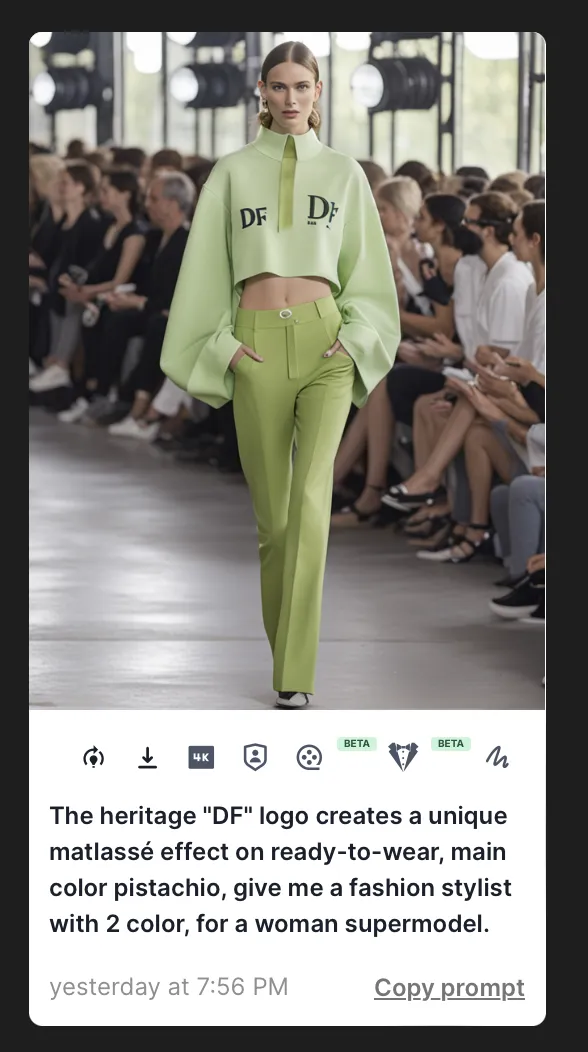 DF DF
4K BETA BETA
The heritage "DF" logo creates a unique
matlassé effect on ready-to-wear, main
color pistachio, give me a fashion stylist
with 2 color, for a woman supermodel.
yesterday at 7:56 PM Copy prompt